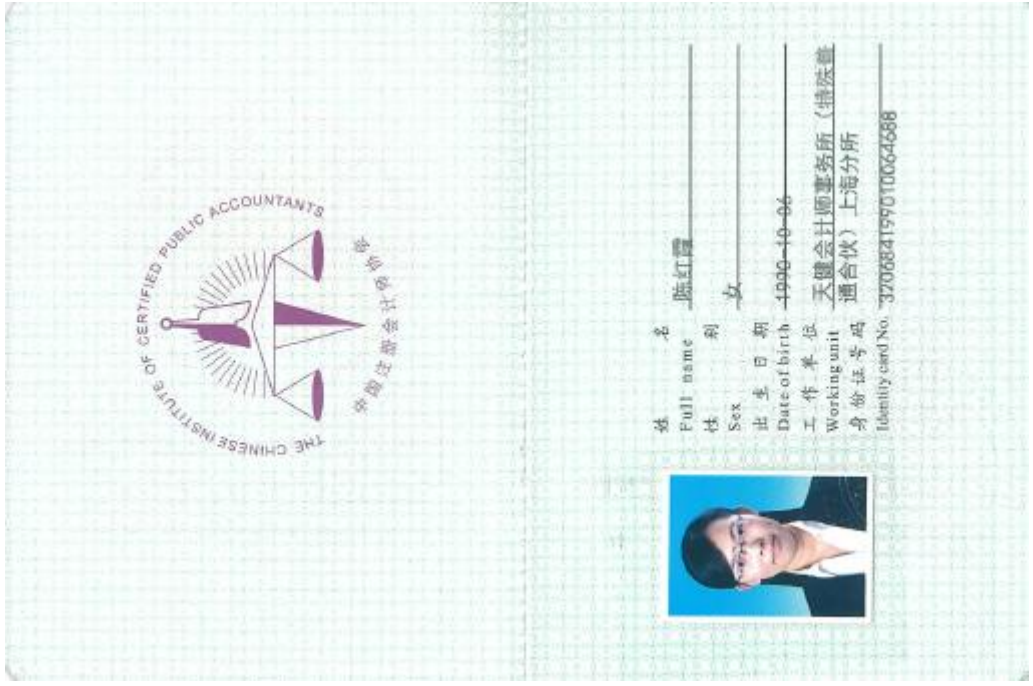 THE CHINESE INSTITUTE OF CERTIFIED PUBLIC ACCOUNTANTS
中国注册会计师协会
姓 名 陈红霞
Full name
性 别 女
Sex
出 生 日 期 1990-10-06
Date of birth
工 作 单 位 天健会计师事务所（特殊普
Working unit 通合伙）上海分所
身 份 证 号 码
Identity card No. 320684199010064688